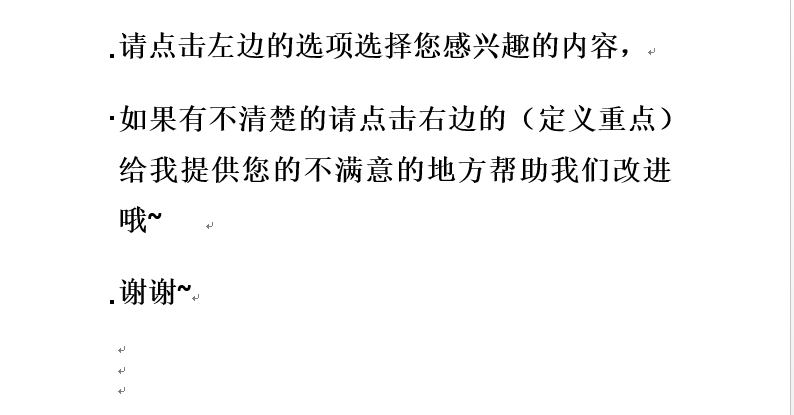 请点击左边的选项选择您感兴趣的内容，
如果有不清楚的请点击右边的（定义重点）
给我提供您的不满意的地方帮助我们改进
哦~
谢谢~